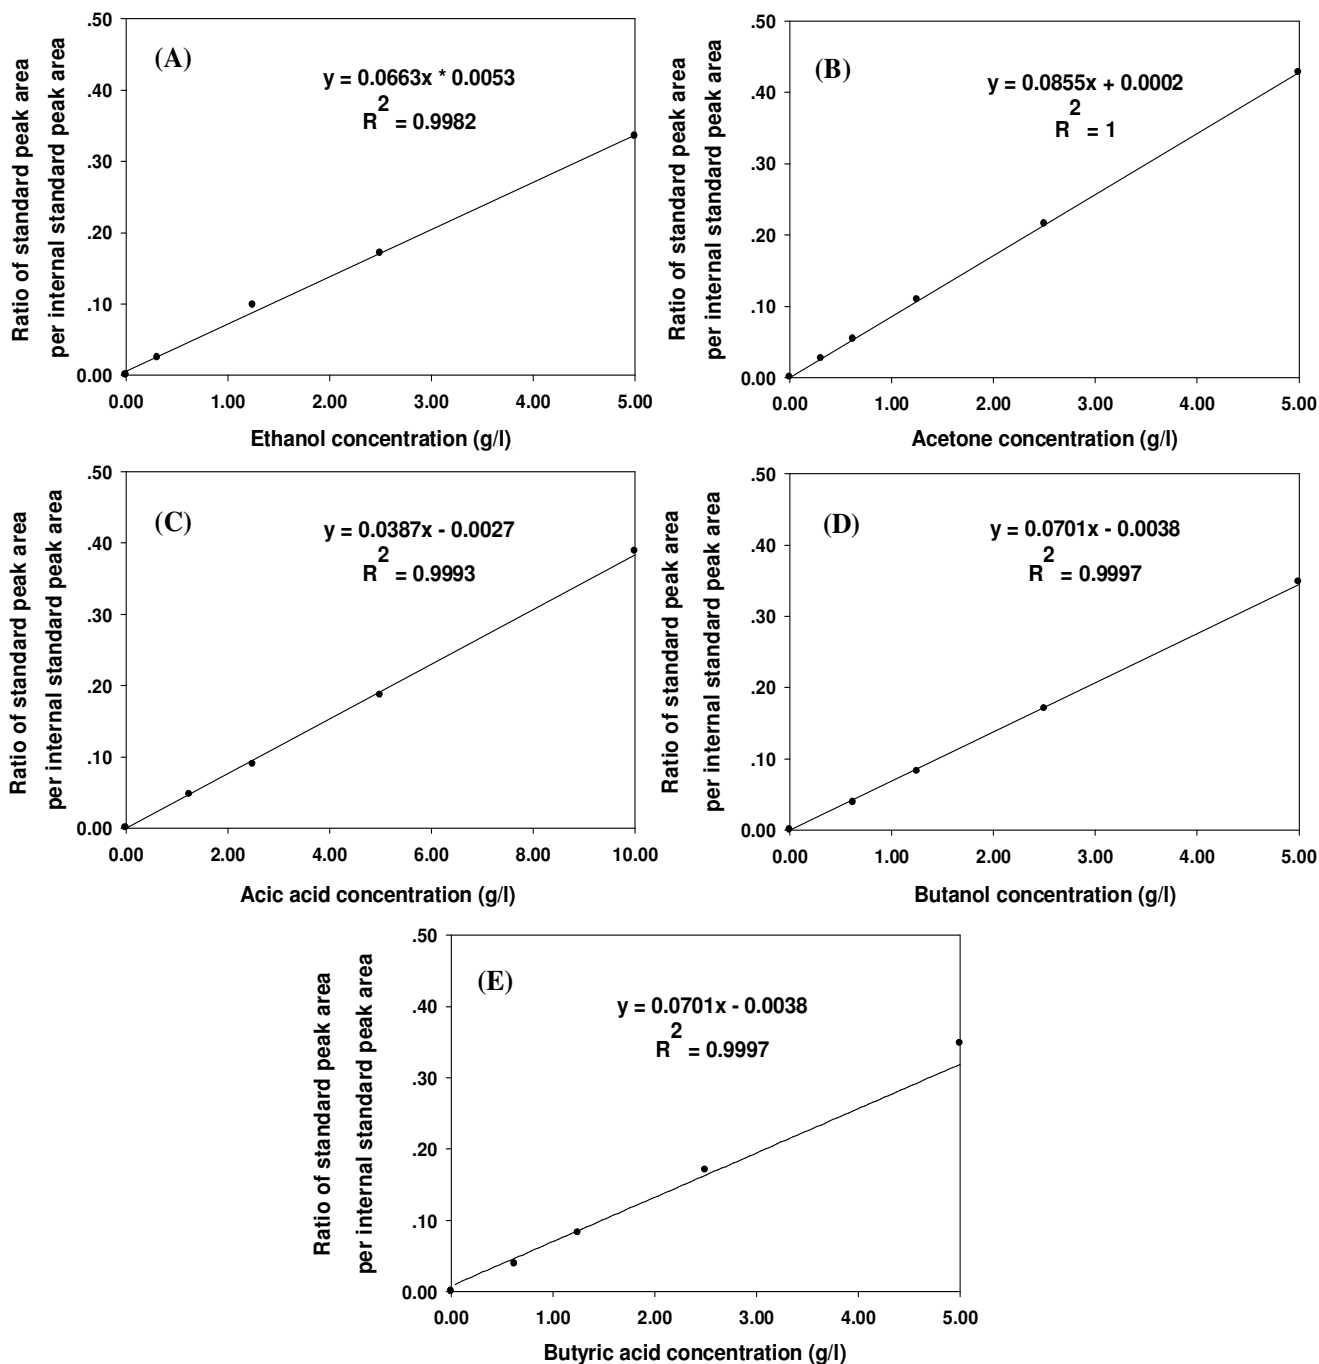 (A)
y = 0.0663x * 0.0053
R2 = 0.9982
Ratio of standard peak area
per internal standard peak area
.50
.40
.30
.20
.10
0.00
0.00 1.00 2.00 3.00 4.00 5.00
Ethanol concentration (g/l)
(B)
y = 0.0855x + 0.0002
R2 = 1
Ratio of standard peak area
per internal standard peak area
.50
.40
.30
.20
.10
0.00
0.00 1.00 2.00 3.00 4.00 5.00
Acetone concentration (g/l)
(C)
y = 0.0387x - 0.0027
R2 = 0.9993
Ratio of standard peak area
per internal standard peak area
.50
.40
.30
.20
.10
0.00
0.00 2.00 4.00 6.00 8.00 10.00
Acic acid concentration (g/l)
(D)
y = 0.0701x - 0.0038
R2 = 0.9997
Ratio of standard peak area
per internal standard peak area
.50
.40
.30
.20
.10
0.00
0.00 1.00 2.00 3.00 4.00 5.00
Butanol concentration (g/l)
(E)
y = 0.0701x - 0.0038
R2 = 0.9997
Ratio of standard peak area
per internal standard peak area
.50
.40
.30
.20
.10
0.00
0.00 1.00 2.00 3.00 4.00 5.00
Butyric acid concentration (g/l)